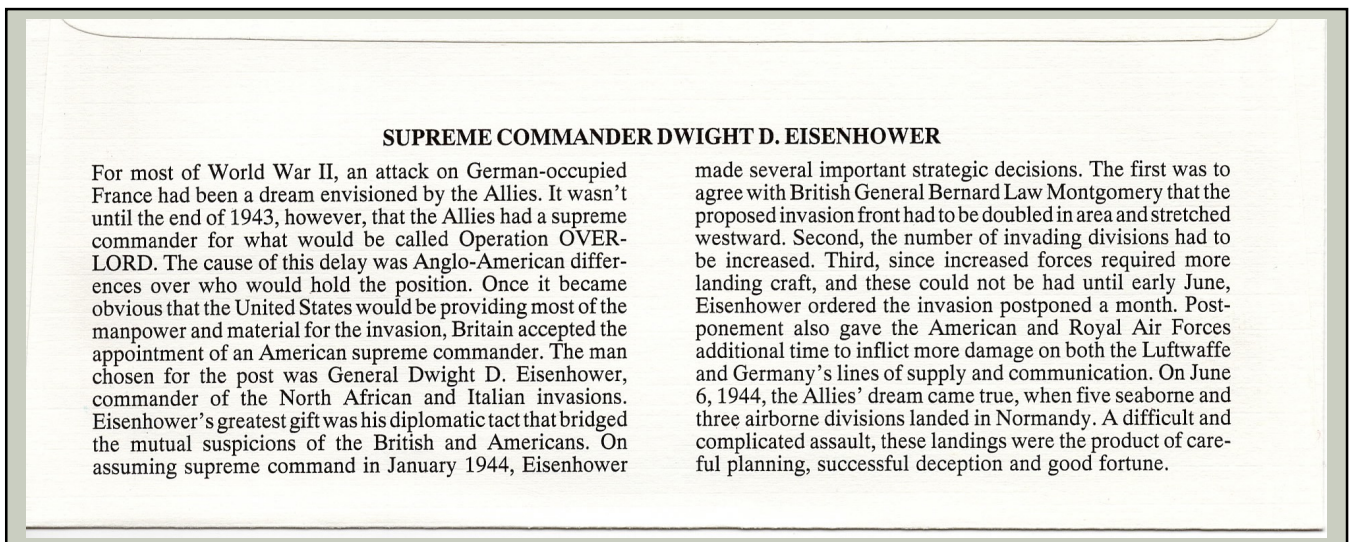 SUPREME COMMANDER DWIGHT D. EISENHOWER
For most of World War II, an attack on German-occupied
France had been a dream envisioned by the Allies. It wasn't
until the end of 1943, however, that the Allies had a supreme
commander for what would be called Operation OVER-
LORD. The cause of this delay was Anglo-American differ-
ences over who would hold the position. Once it became
obvious that the United States would be providing most of the
manpower and material for the invasion, Britain accepted the
appointment of an American supreme commander. The man
chosen for the post was General Dwight D. Eisenhower,
commander of the North African and Italian invasions.
Eisenhower's greatest gift was his diplomatic tact that bridged
the mutual suspicions of the British and Americans. On
assuming supreme command in January 1944, Eisenhower
made several important strategic decisions. The first was to
agree with British General Bernard Law Montgomery that the
proposed invasion front had to be doubled in area and stretched
westward. Second, the number of invading divisions had to
be increased. Third, since increased forces required more
landing craft, and these could not be had until early June,
Eisenhower ordered the invasion postponed a month. Post-
ponement also gave the American and Royal Air Forces
additional time to inflict more damage on both the Luftwaffe
and Germany's lines of supply and communication. On June
6, 1944, the Allies' dream came true, when five seaborne and
three airborne divisions landed in Normandy. A difficult and
complicated assault, these landings were the product of care-
ful planning, successful deception and good fortune.